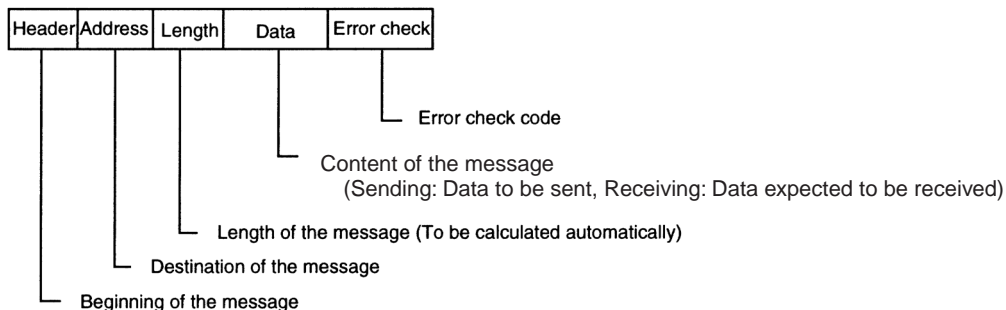 Header Address Length Data Error check
Error check code
Content of the message
(Sending: Data to be sent, Receiving: Data expected to be received)
Length of the message (To be calculated automatically)
Destination of the message
Beginning of the message